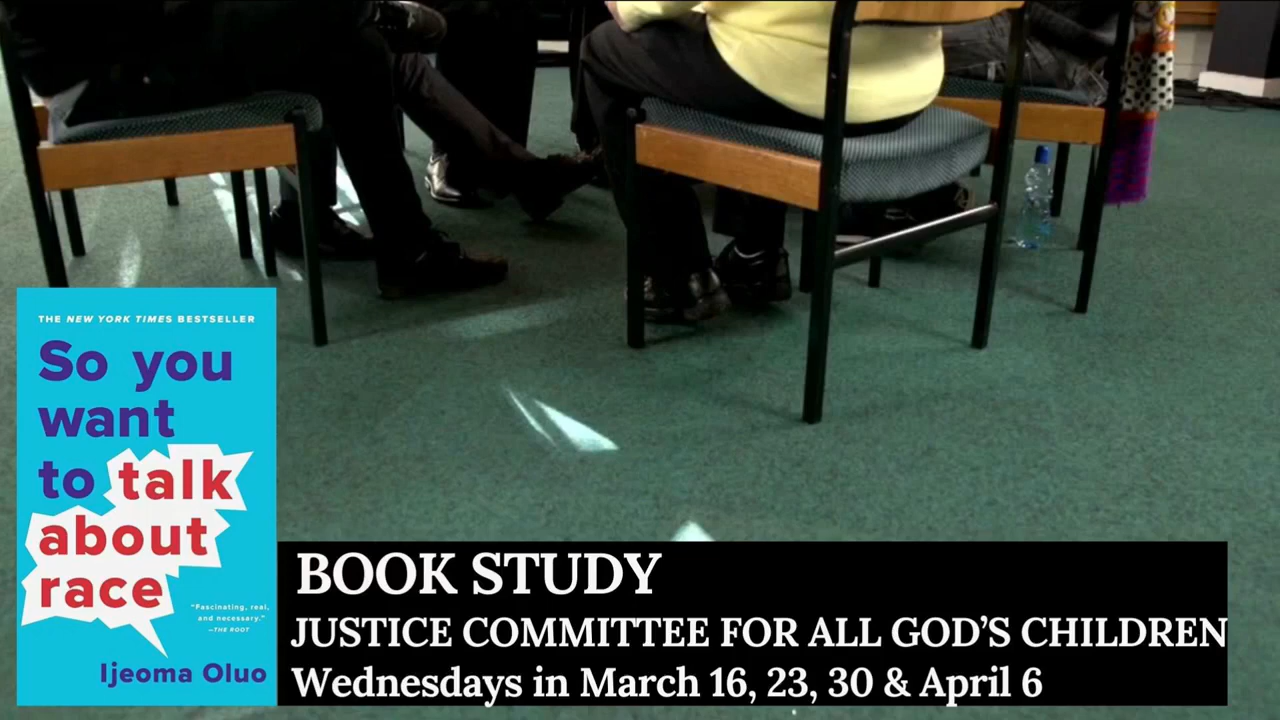 THE NEW YORK TIMES BESTSELLER
So you
want
to talk
about
race
"Fascinating, real,
and necessary."
—THE ROOT
Ijeoma Oluo
BOOK STUDY
JUSTICE COMMITTEE FOR ALL GOD'S CHILDREN
Wednesdays in March 16, 23, 30 & April 6